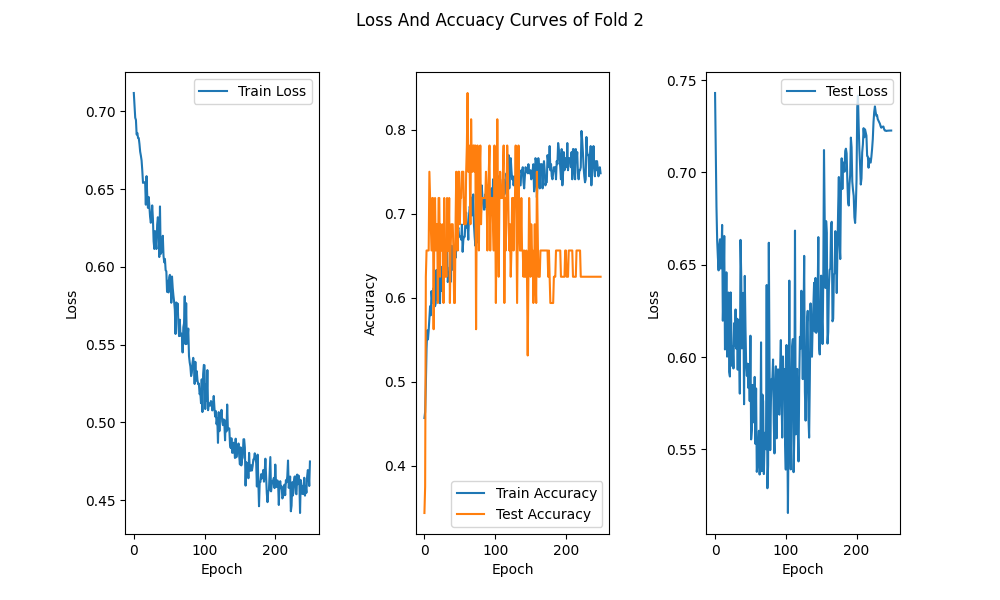 Loss And Accuacy Curves of Fold 2
Train Loss
0.70
0.65
0.60
0.55
0.50
0.45
Loss
0
100
200
Epoch
0.8
0.7
0.6
0.5
0.4
Accuracy
Train Accuracy
Test Accuracy
0
100
200
Epoch
Test Loss
0.75
0.70
0.65
0.60
0.55
Loss
0
100
200
Epoch